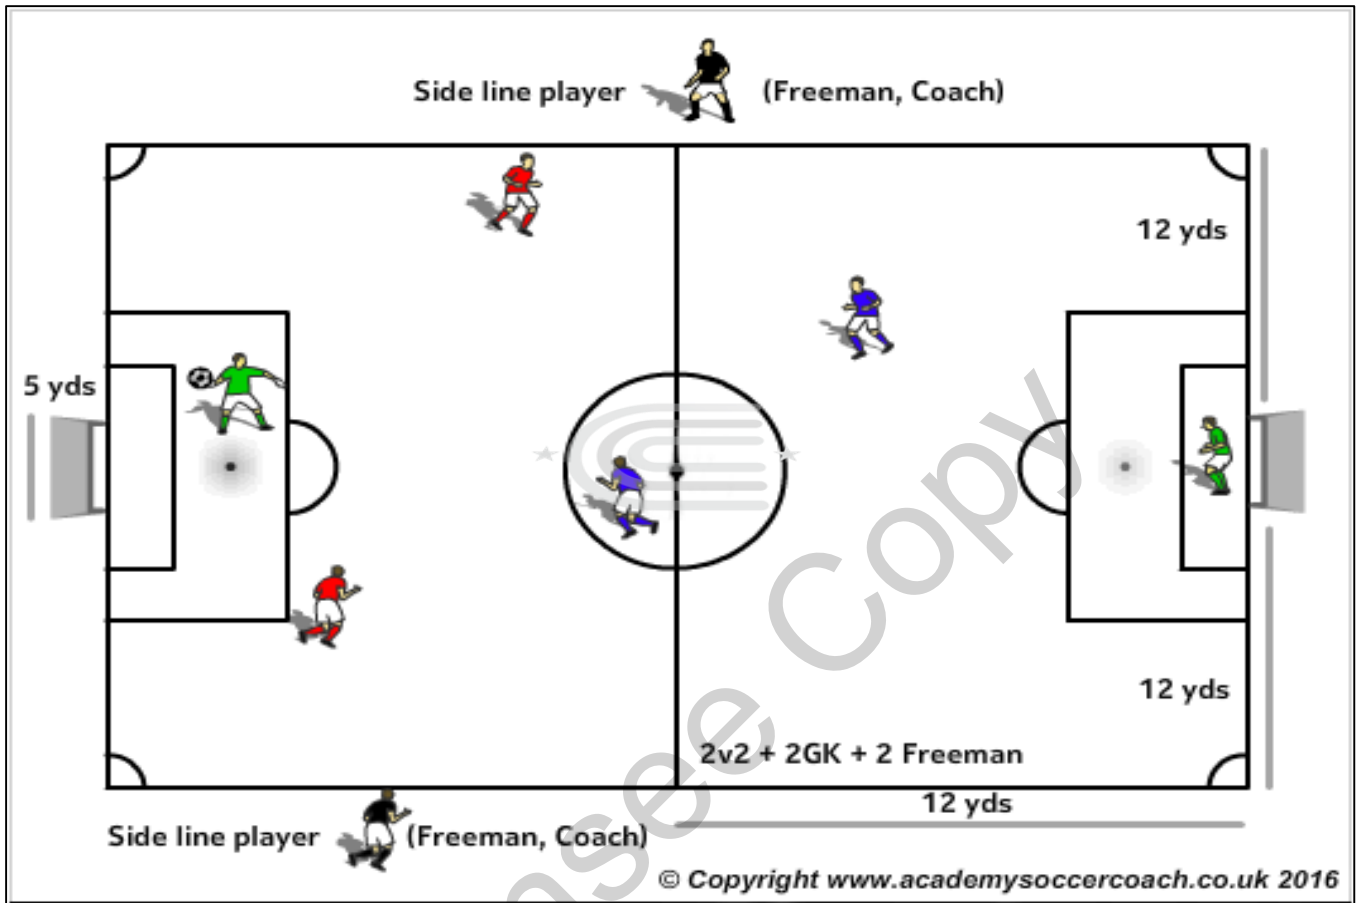 Side line player (Freeman, Coach)
12 yds
5 yds
12 yds
2v2 + 2GK + 2 Freeman
12 yds
Side line player (Freeman, Coach)
© Copyright www.academysoccercoach.co.uk 2016
Copy